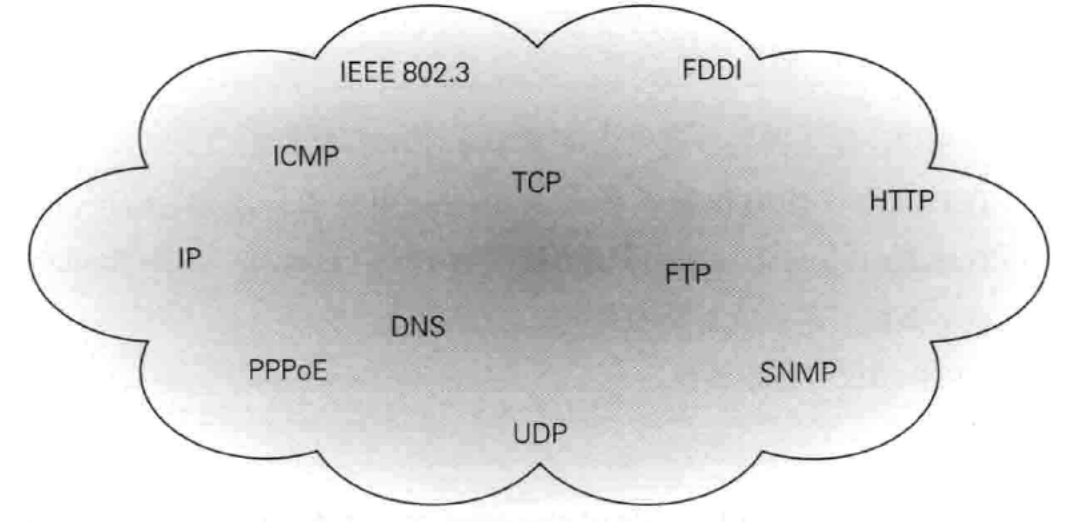 IEEE 802.3
FDDI
ICMP
TCP
HTTP
IP
FTP
DNS
PPPoE
SNMP
UDP